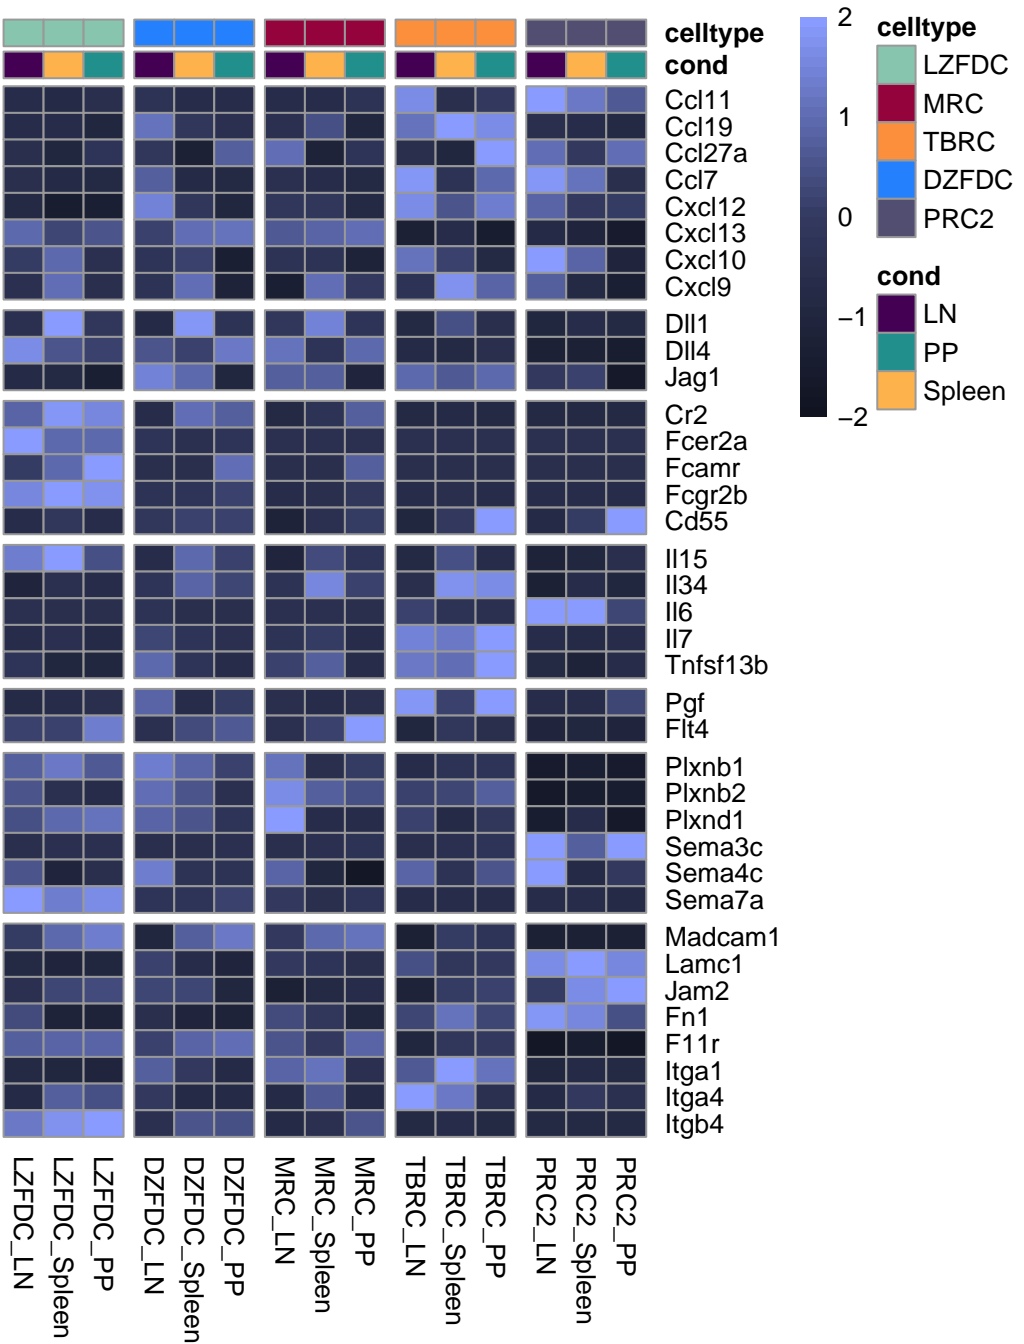 celltype
cond
Ccl11
Ccl19
Ccl27a
Ccl7
Cxcl12
Cxcl13
Cxcl10
Cxcl9
Dll1
Dll4
Jag1
Cr2
Fcer2a
Fcamr
Fcgr2b
Cd55
Il15
Il34
Il6
Il7
Tnfsf13b
Pgf
Flt4
Plxnb1
Plxnb2
Plxnd1
Sema3c
Sema4c
Sema7a
Madcam1
Lamc1
Jam2
Fn1
F11r
Itga1
Itga4
Itgb4
LZFDC_LN
LZFDC_Spleen
LZFDC_PP
DZFDC_LN
DZFDC_Spleen
DZFDC_PP
MRC_LN
MRC_Spleen
MRC_PP
TBRC_LN
TBRC_Spleen
TBRC_PP
PRC2_LN
PRC2_Spleen
PRC2_PP
2
1
0
−1
−2
celltype
LZFDC
MRC
TBRC
DZFDC
PRC2
cond
LN
PP
Spleen